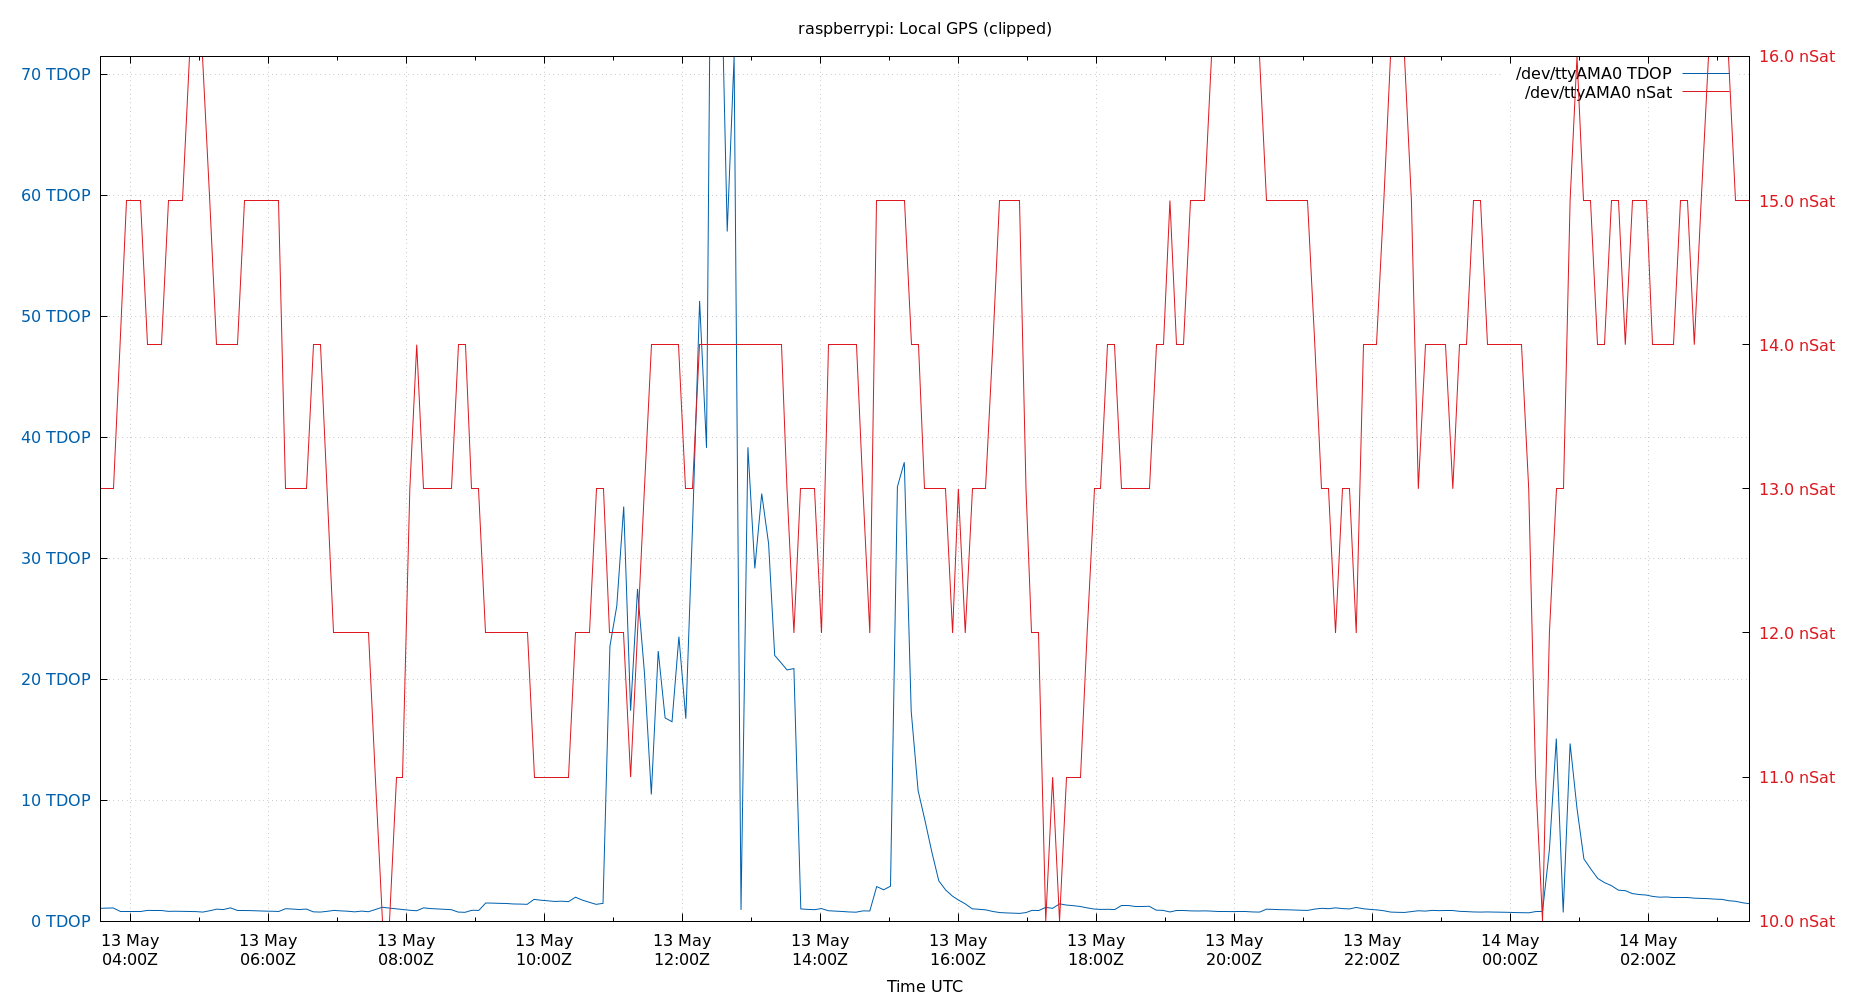 raspberrypi: Local GPS (clipped)
70 TDOP
60 TDOP
50 TDOP
40 TDOP
30 TDOP
20 TDOP
10 TDOP
0 TDOP
16.0 nSat
15.0 nSat
14.0 nSat
13.0 nSat
12.0 nSat
11.0 nSat
10.0 nSat
/dev/ttyAMA0 TDOP
/dev/ttyAMA0 nSat
13 May 13 May 13 May 13 May 13 May 13 May 13 May 13 May 13 May 13 May 14 May 14 May
04:00Z 06:00Z 08:00Z 10:00Z 12:00Z 14:00Z 16:00Z 18:00Z 20:00Z 22:00Z 00:00Z 02:00Z
Time UTC